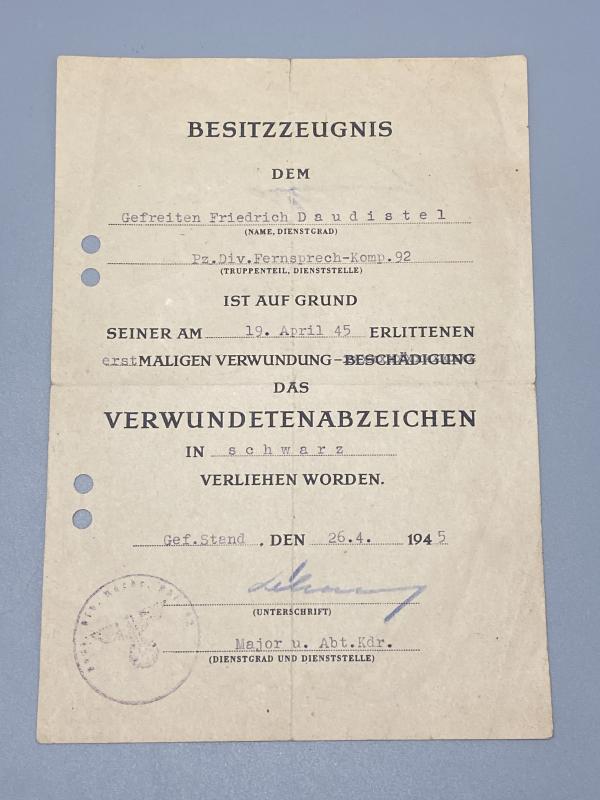 BESITZZEUGNIS
DEM
Gefreiten Friedrich Daudistel
(NAME, DIENSTGRAD)
Pz.Div.Fernsprech-Komp.92
(TRUPPENTEIL, DIENSTSTELLE)
IST AUF GRUND
SEINER AM 19. April 45 ERLITTENEN
erstMALIGEN VERWUNDUNG-BESCHÄDIGUNG
DAS
VERWUNDETENABZEICHEN
IN schwarz
VERLIEHEN WORDEN.
Gef.Stand, DEN 26.4. 1945
(UNTERSCHRIFT)
Major u. Abt.Kdr.
(DIENSTGRAD UND DIENSTSTELLE)